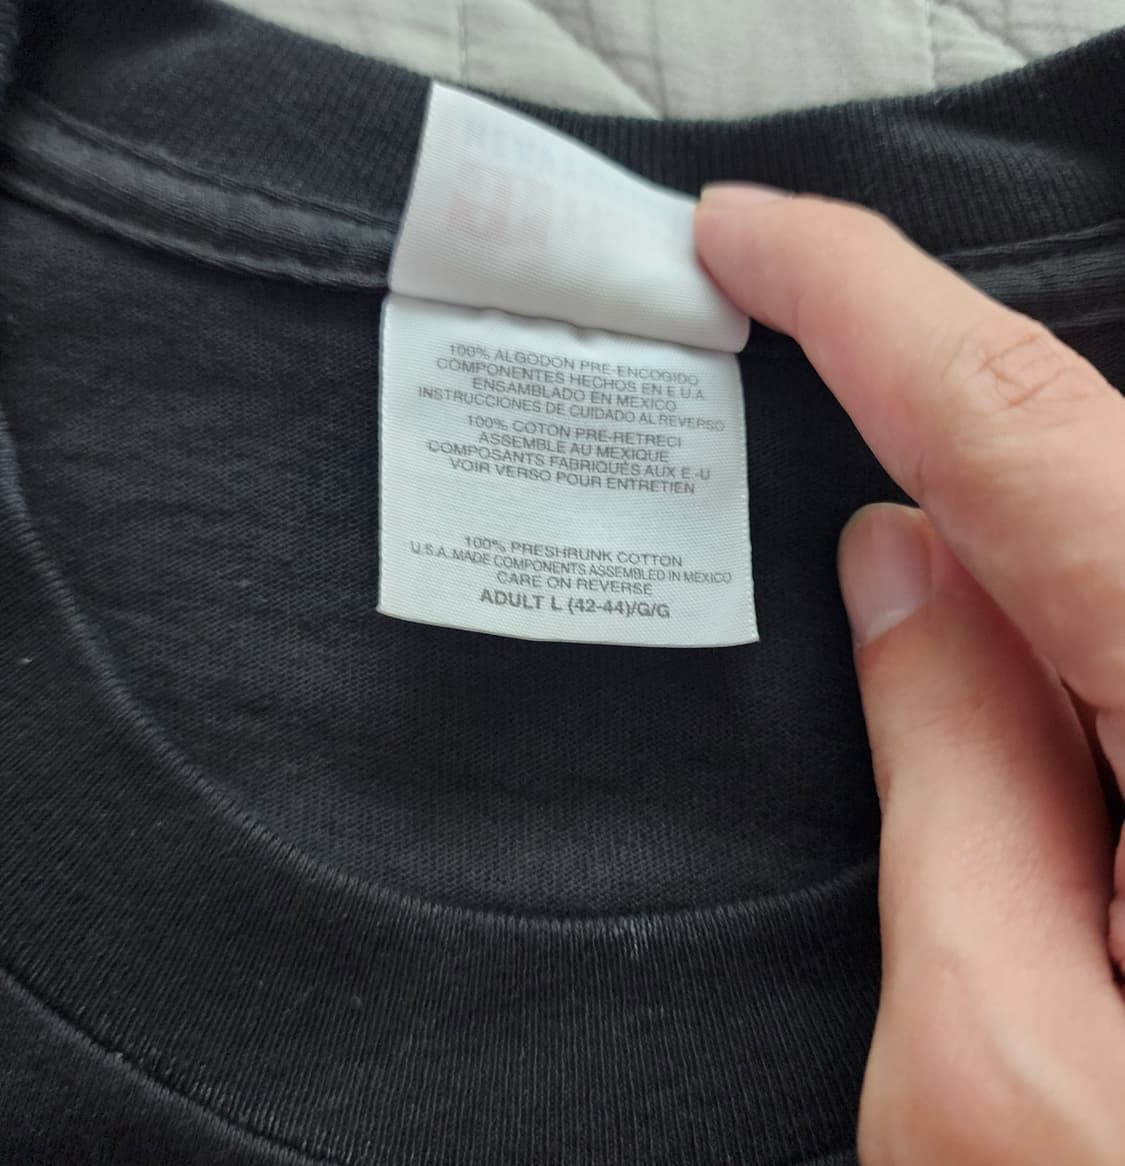 100% ALGODON PRE-ENCOGIDO
COMPONENTES HECHOS EN E.U.A.
ENSAMBLADO EN MEXICO
INSTRUCCIONES DE CUIDADO AL REVERSO
100% COTON PRE-RETRECI
ASSEMBLE AU MEXIQUE
COMPOSANTS FABRIQUÉS AUX E.-U
VOIR VERSO POUR ENTRETIEN
100% PRESHRUNK COTTON
U.S.A. MADE COMPONENTS ASSEMBLED IN MEXICO
CARE ON REVERSE
ADULT L (42-44)/G/G